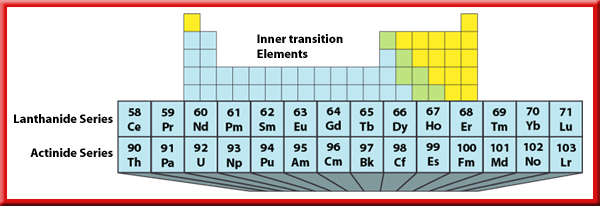 Inner transition
Elements
Lanthanide Series
58 59 60 61 62 63 64 65 66 67 68 69 70 71
Ce Pr Nd Pm Sm Eu Gd Tb Dy Ho Er Tm Yb Lu
Actinide Series
90 91 92 93 94 95 96 97 98 99 100 101 102 103
Th Pa U Np Pu Am Cm Bk Cf Es Fm Md No Lr